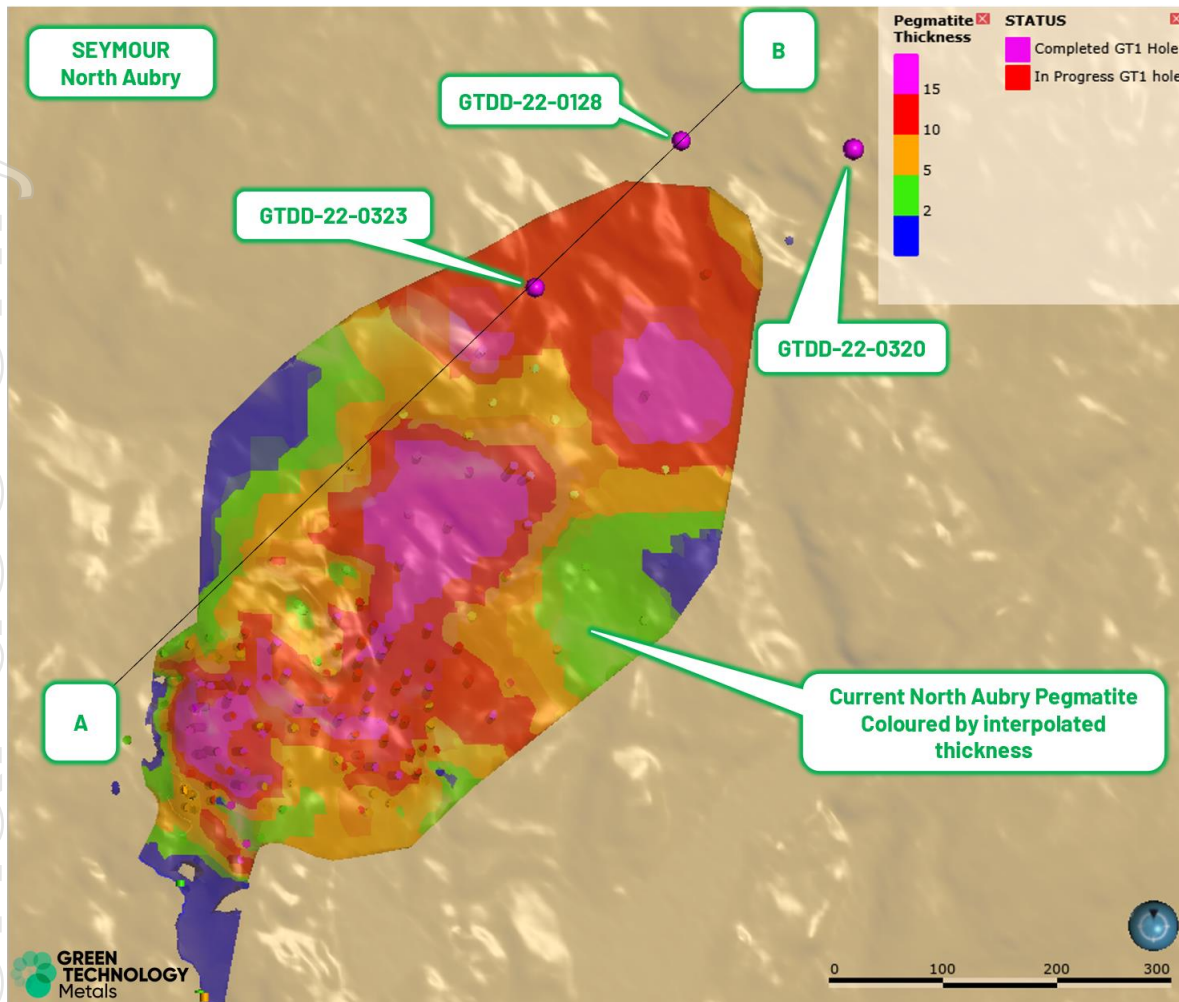 SEYMOUR
North Aubry
B
GTDD-22-0128
GTDD-22-0323
GTDD-22-0320
Pegmatite
Thickness
15
10
5
2
STATUS
Completed GT1 Hole
In Progress GT1 hole
A
Current North Aubry Pegmatite
Coloured by interpolated
thickness
GREEN
TECHNOLOGY
Metals
0 100 200 300